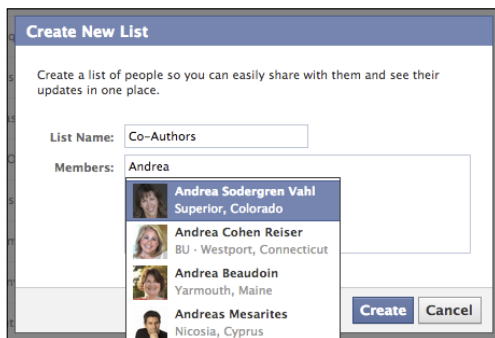 Create New List
Create a list of people so you can easily share with them and see their
updates in one place.
List Name: Co-Authors
Members: Andrea
Andrea Sodergren Vahl
Superior, Colorado
Andrea Cohen Reiser
BU - Westport, Connecticut
Andrea Beaudoin
Yarmouth, Maine
Andreas Mesarites
Nicosia, Cyprus
Create Cancel